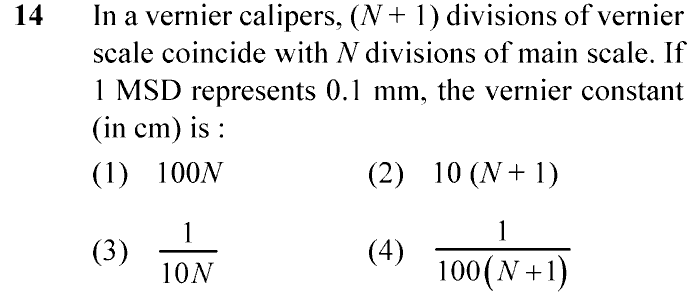 14 In a vernier calipers, (N + 1) divisions of vernier
scale coincide with N divisions of main scale. If
1 MSD represents 0.1 mm, the vernier constant
(in cm) is :
(1) 100N (2) 10 (N + 1)
(3) 1/10N (4) 1/100(N+1)